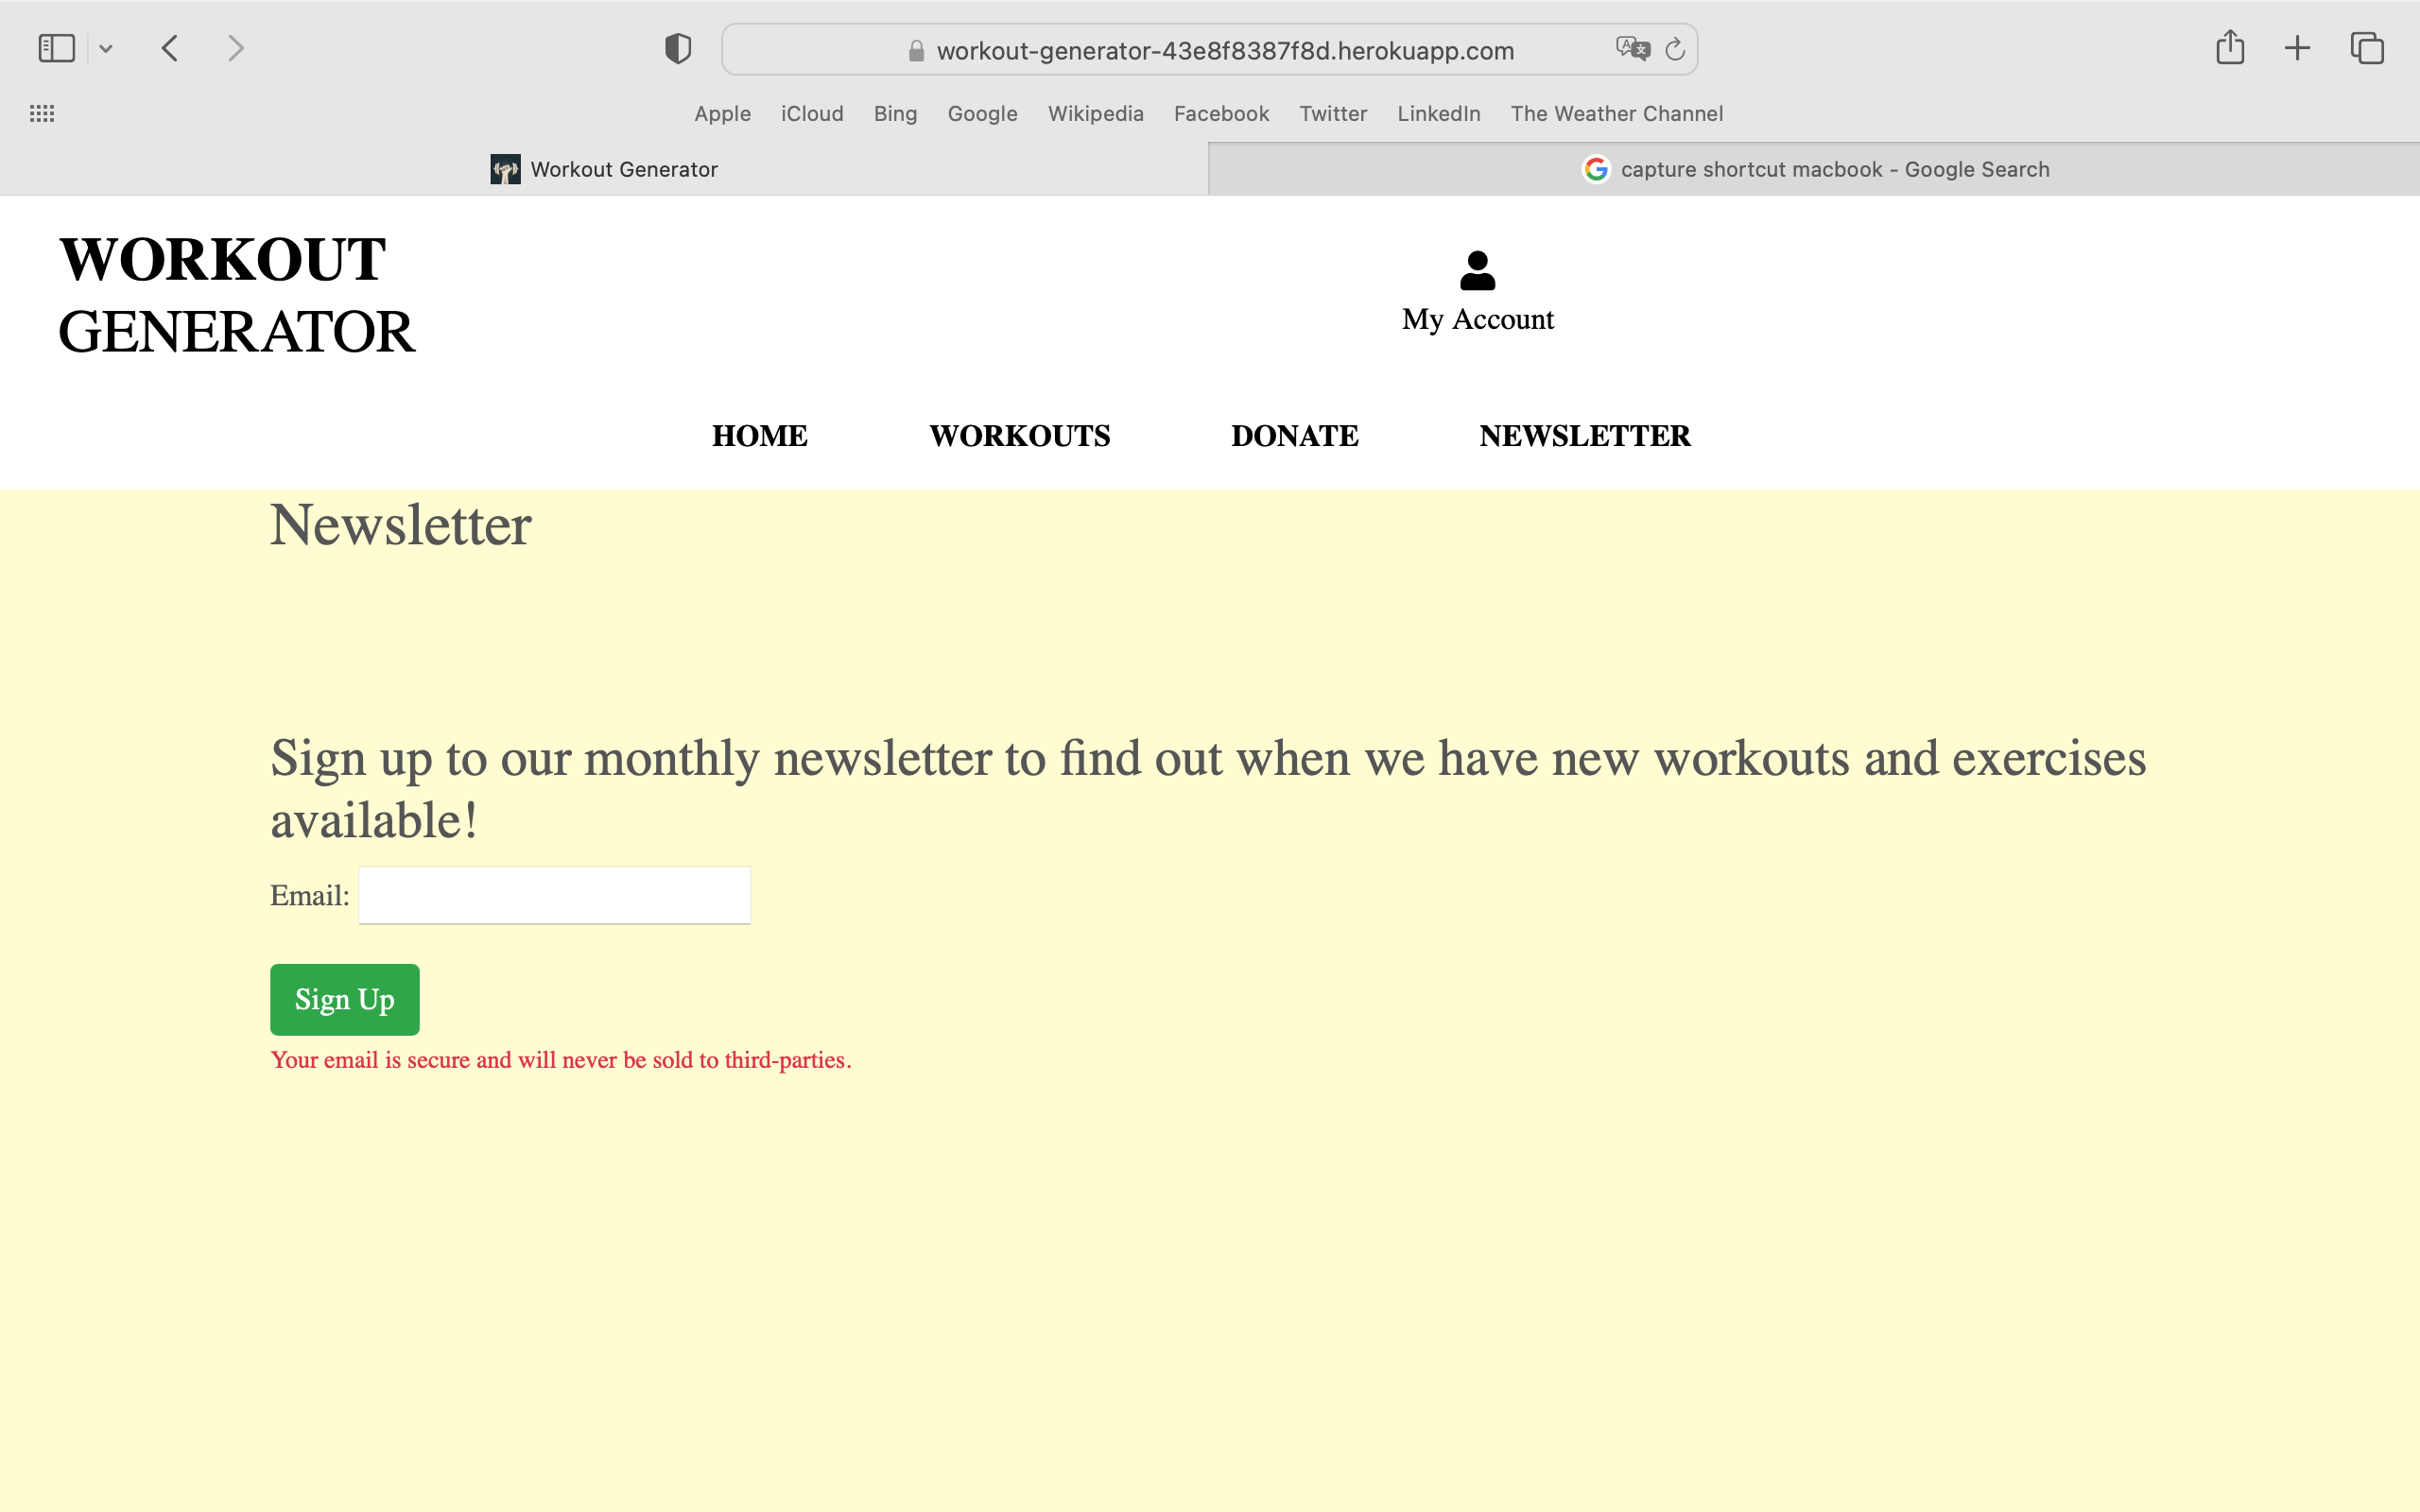 workout-generator-43e8f8387f8d.herokuapp.com
Apple iCloud Bing Google Wikipedia Facebook Twitter LinkedIn The Weather Channel
Workout Generator
capture shortcut macbook - Google Search
WORKOUT
GENERATOR
My Account
HOME WORKOUTS DONATE NEWSLETTER
Newsletter
Sign up to our monthly newsletter to find out when we have new workouts and exercises
available!
Email:
Sign Up
Your email is secure and will never be sold to third-parties.